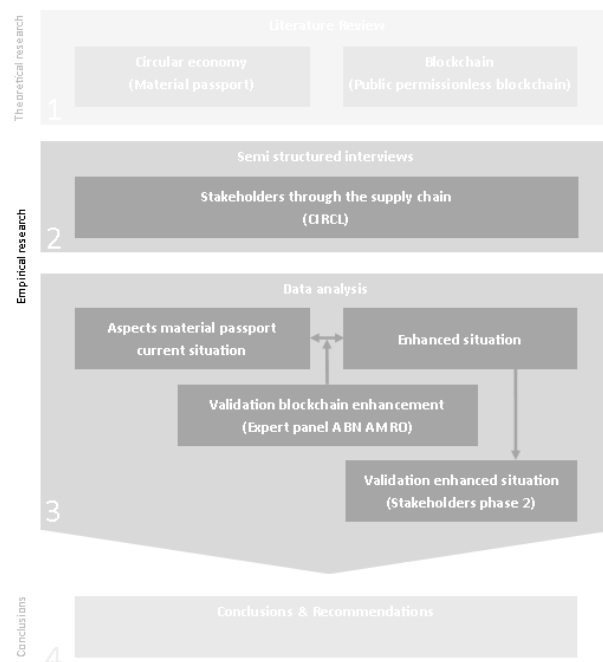 Theoretical research
Literature Review
Circular economy
(Material passport)
Blockchain
(Public permissionless blockchain)
1
Empirical research
Semi structured interviews
Stakeholders through the supply chain
(CIRCL)
2
Data analysis
Aspects material passport
current situation
Enhanced situation
Validation blockchain enhancement
(Expert panel ABN AMRO)
Validation enhanced situation
(Stakeholders phase 2)
3
Conclusions
Conclusions & Recommendations
4